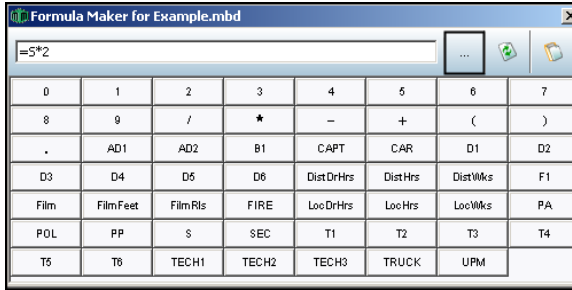 Formula Maker for Example.mbd
=S*2 ...
0 1 2 3 4 5 6 7
8 9 / * - + ( )
. AD1 AD2 B1 CAPT CAR D1 D2
D3 D4 D5 D6 DistDrHrs DistHrs DistWks F1
Film FilmFeet FilmRls FIRE LocDrHrs LocHrs LocWks PA
POL PP S SEC T1 T2 T3 T4
T5 T6 TECH1 TECH2 TECH3 TRUCK UPM